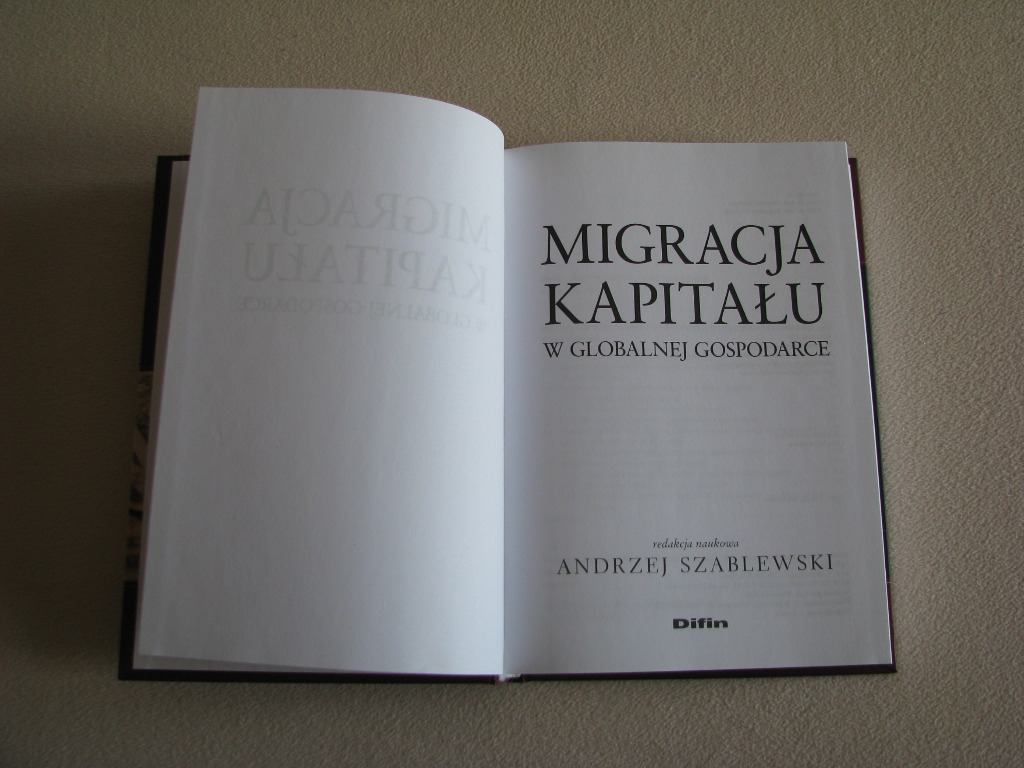 MIGRACJA
KAPITAŁU
W GLOBALNEJ GOSPODARCE
redakcja naukowa
ANDRZEJ SZABLEWSKI
Difin